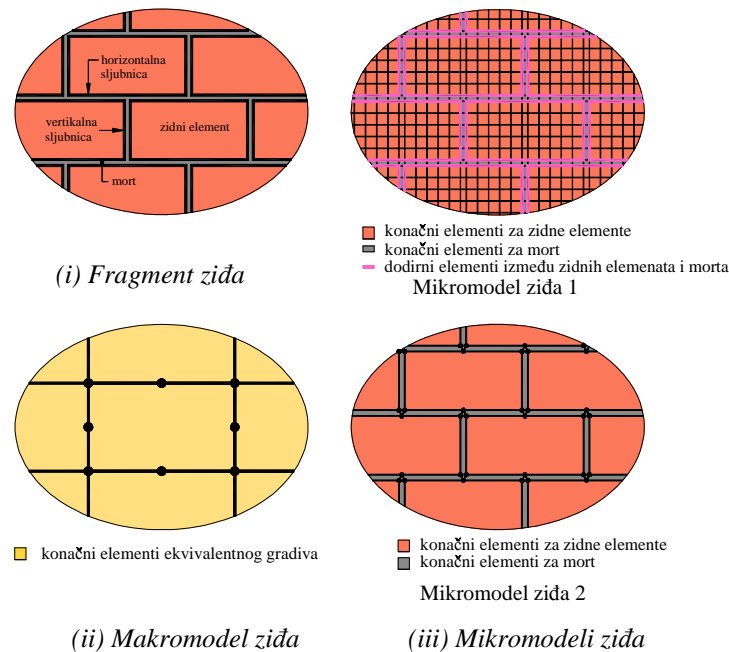 horizontalna
sljubnica
vertikalna
sljubnica
zidni element
mort
(i) Fragment ziđa
konačni elementi za zidne elemente
konačni elementi za mort
dodirni elementi između zidnih elemenata i morta
Mikromodel ziđa 1
konačni elementi ekvivalentnog gradiva
(ii) Makromodel ziđa
konačni elementi za zidne elemente
konačni elementi za mort
Mikromodel ziđa 2
(iii) Mikromodeli ziđa